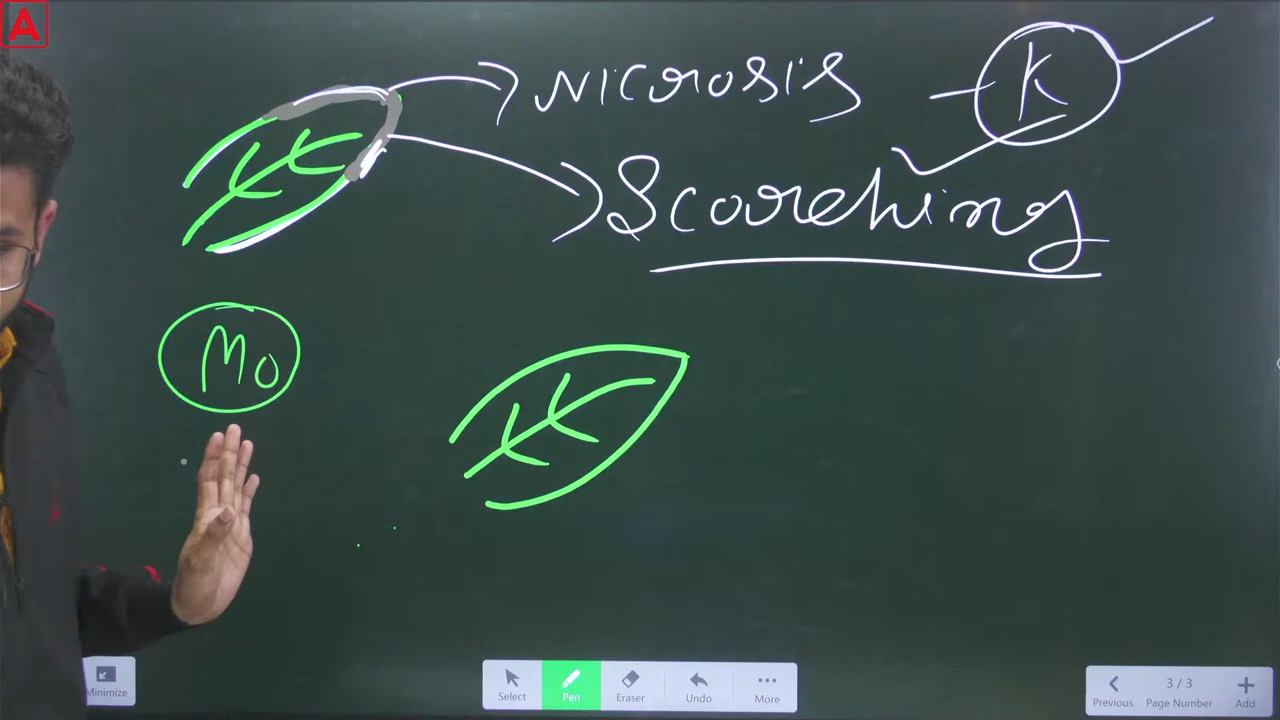 A
Nicrosis - K
Scorching
Mo
Minimize
Select
Pen
Eraser
Undo
More
Previous
3 / 3
Page Number
Add